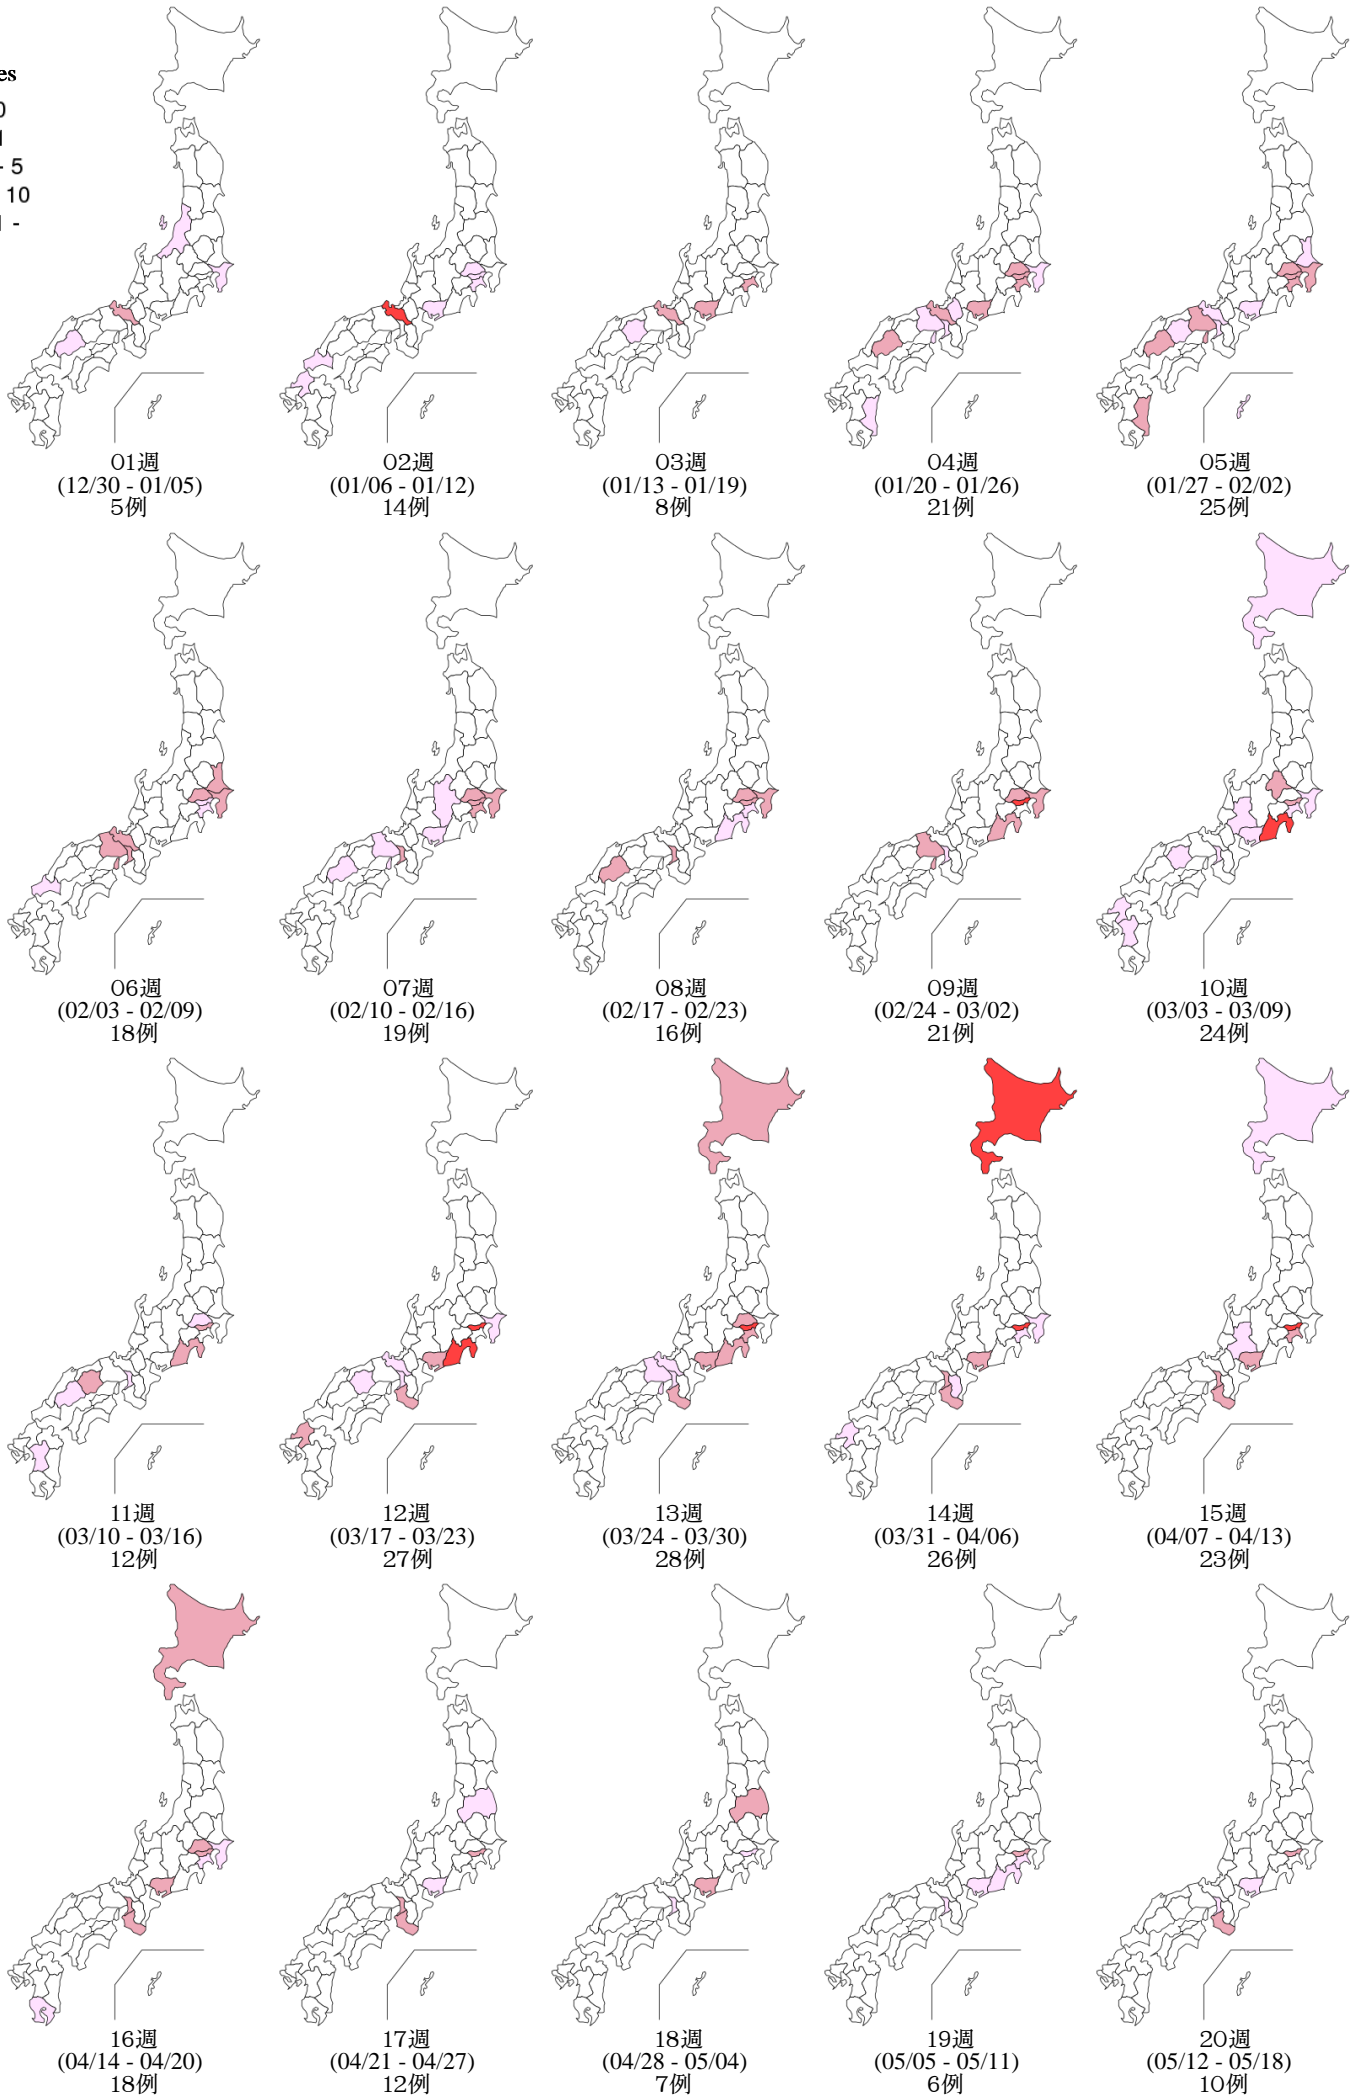 es
0
1
- 5
10
1 -
01週
(12/30 - 01/05)
5例
02週
(01/06 - 01/12)
14例
03週
(01/13 - 01/19)
8例
04週
(01/20 - 01/26)
21例
05週
(01/27 - 02/02)
25例
06週
(02/03 - 02/09)
18例
07週
(02/10 - 02/16)
19例
08週
(02/17 - 02/23)
16例
09週
(02/24 - 03/02)
21例
10週
(03/03 - 03/09)
24例
11週
(03/10 - 03/16)
12例
12週
(03/17 - 03/23)
27例
13週
(03/24 - 03/30)
28例
14週
(03/31 - 04/06)
26例
15週
(04/07 - 04/13)
23例
16週
(04/14 - 04/20)
18例
17週
(04/21 - 04/27)
12例
18週
(04/28 - 05/04)
7例
19週
(05/05 - 05/11)
6例
20週
(05/12 - 05/18)
10例